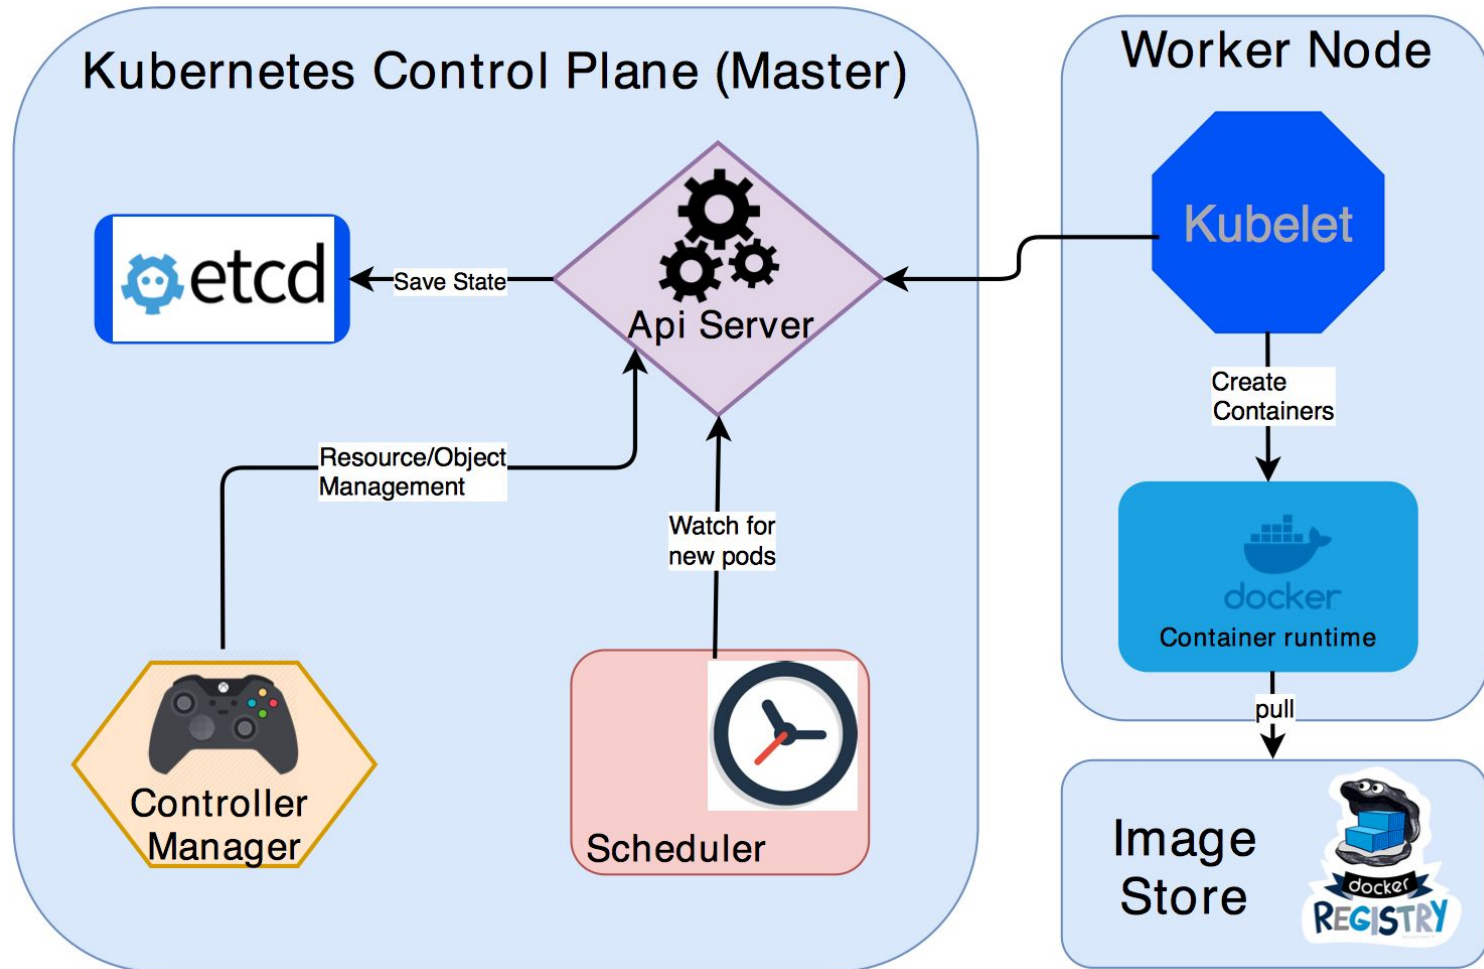 Kubernetes Control Plane (Master)
etcd
Save State
Api Server
Resource/Object
Management
Watch for
new pods
Controller
Manager
Scheduler
Worker Node
Kubelet
Create
Containers
docker
Container runtime
pull
Image
Store
docker
REGISTRY